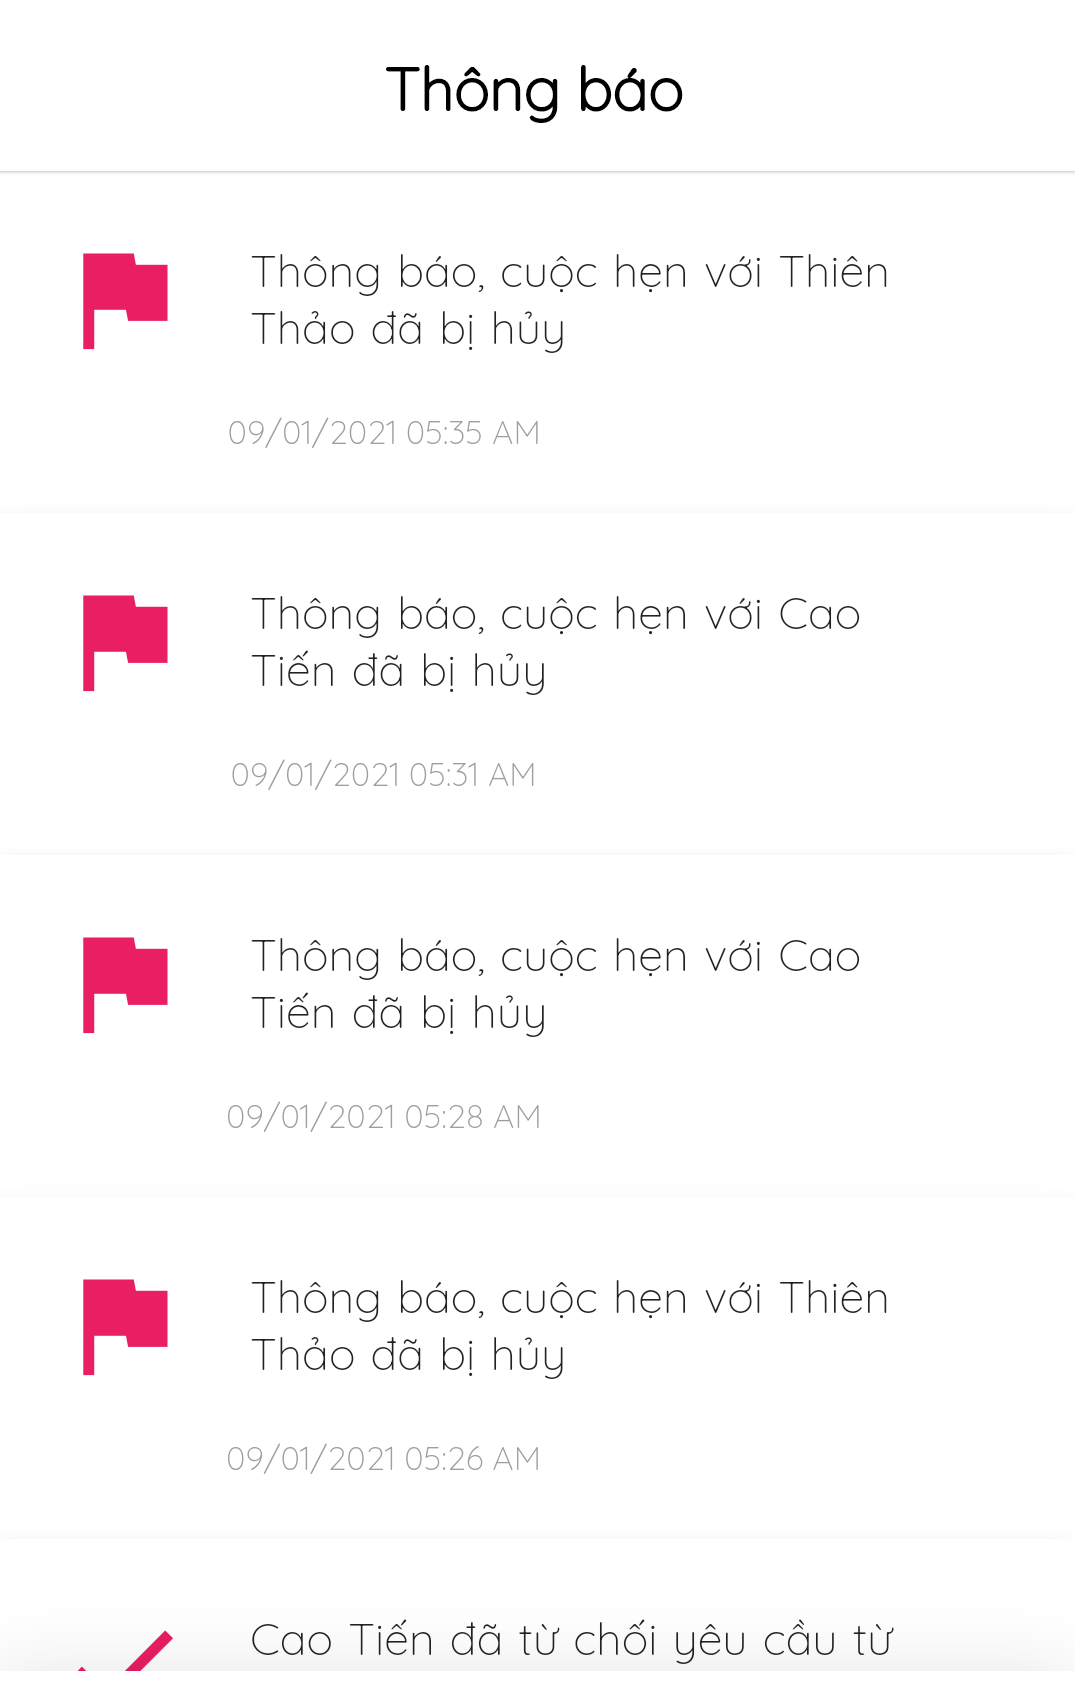 Thông báo
Thông báo, cuộc hẹn với Thiên
Thảo đã bị hủy
09/01/2021 05:35 AM
Thông báo, cuộc hẹn với Cao
Tiến đã bị hủy
09/01/2021 05:31 AM
Thông báo, cuộc hẹn với Cao
Tiến đã bị hủy
09/01/2021 05:28 AM
Thông báo, cuộc hẹn với Thiên
Thảo đã bị hủy
09/01/2021 05:26 AM
Cao Tiến đã từ chối yêu cầu từ